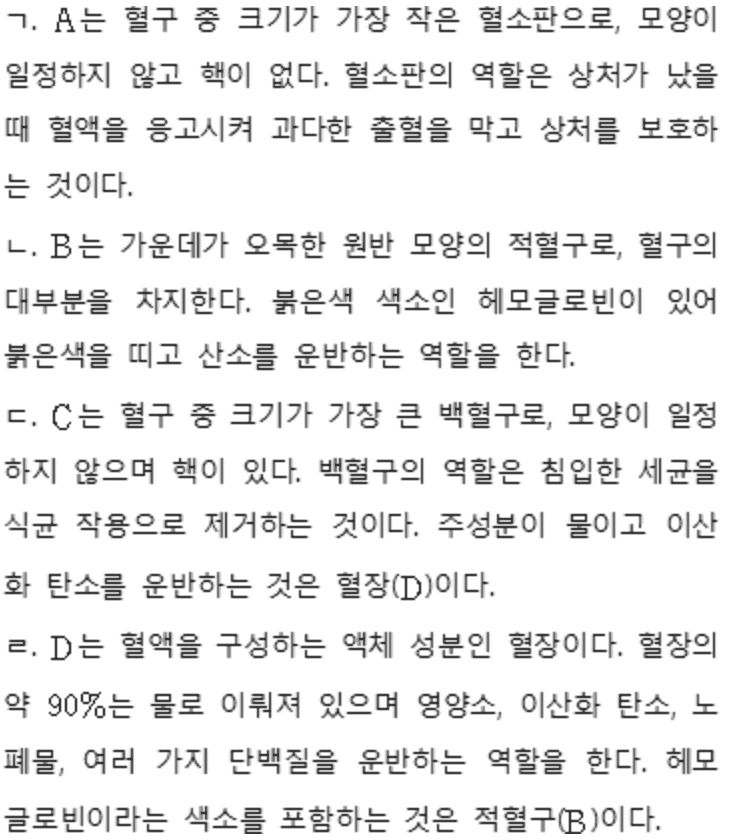 ㄱ. A는 혈구 중 크기가 가장 작은 혈소판으로, 모양이
일정하지 않고 핵이 없다. 혈소판의 역할은 상처가 났을
때 혈액을 응고시켜 과다한 출혈을 막고 상처를 보호하
는 것이다.
ㄴ. B는 가운데가 오목한 원반 모양의 적혈구로, 혈구의
대부분을 차지한다. 붉은색 색소인 헤모글로빈이 있어
붉은색을 띠고 산소를 운반하는 역할을 한다.
ㄷ. C는 혈구 중 크기가 가장 큰 백혈구로, 모양이 일정
하지 않으며 핵이 있다. 백혈구의 역할은 침입한 세균을
식균 작용으로 제거하는 것이다. 주성분이 물이고 이산
화 탄소를 운반하는 것은 혈장(D)이다.
ㄹ. D는 혈액을 구성하는 액체 성분인 혈장이다. 혈장의
약 90%는 물로 이뤄져 있으며 영양소, 이산화 탄소, 노
폐물, 여러 가지 단백질을 운반하는 역할을 한다. 헤모
글로빈이라는 색소를 포함하는 것은 적혈구(B)이다.